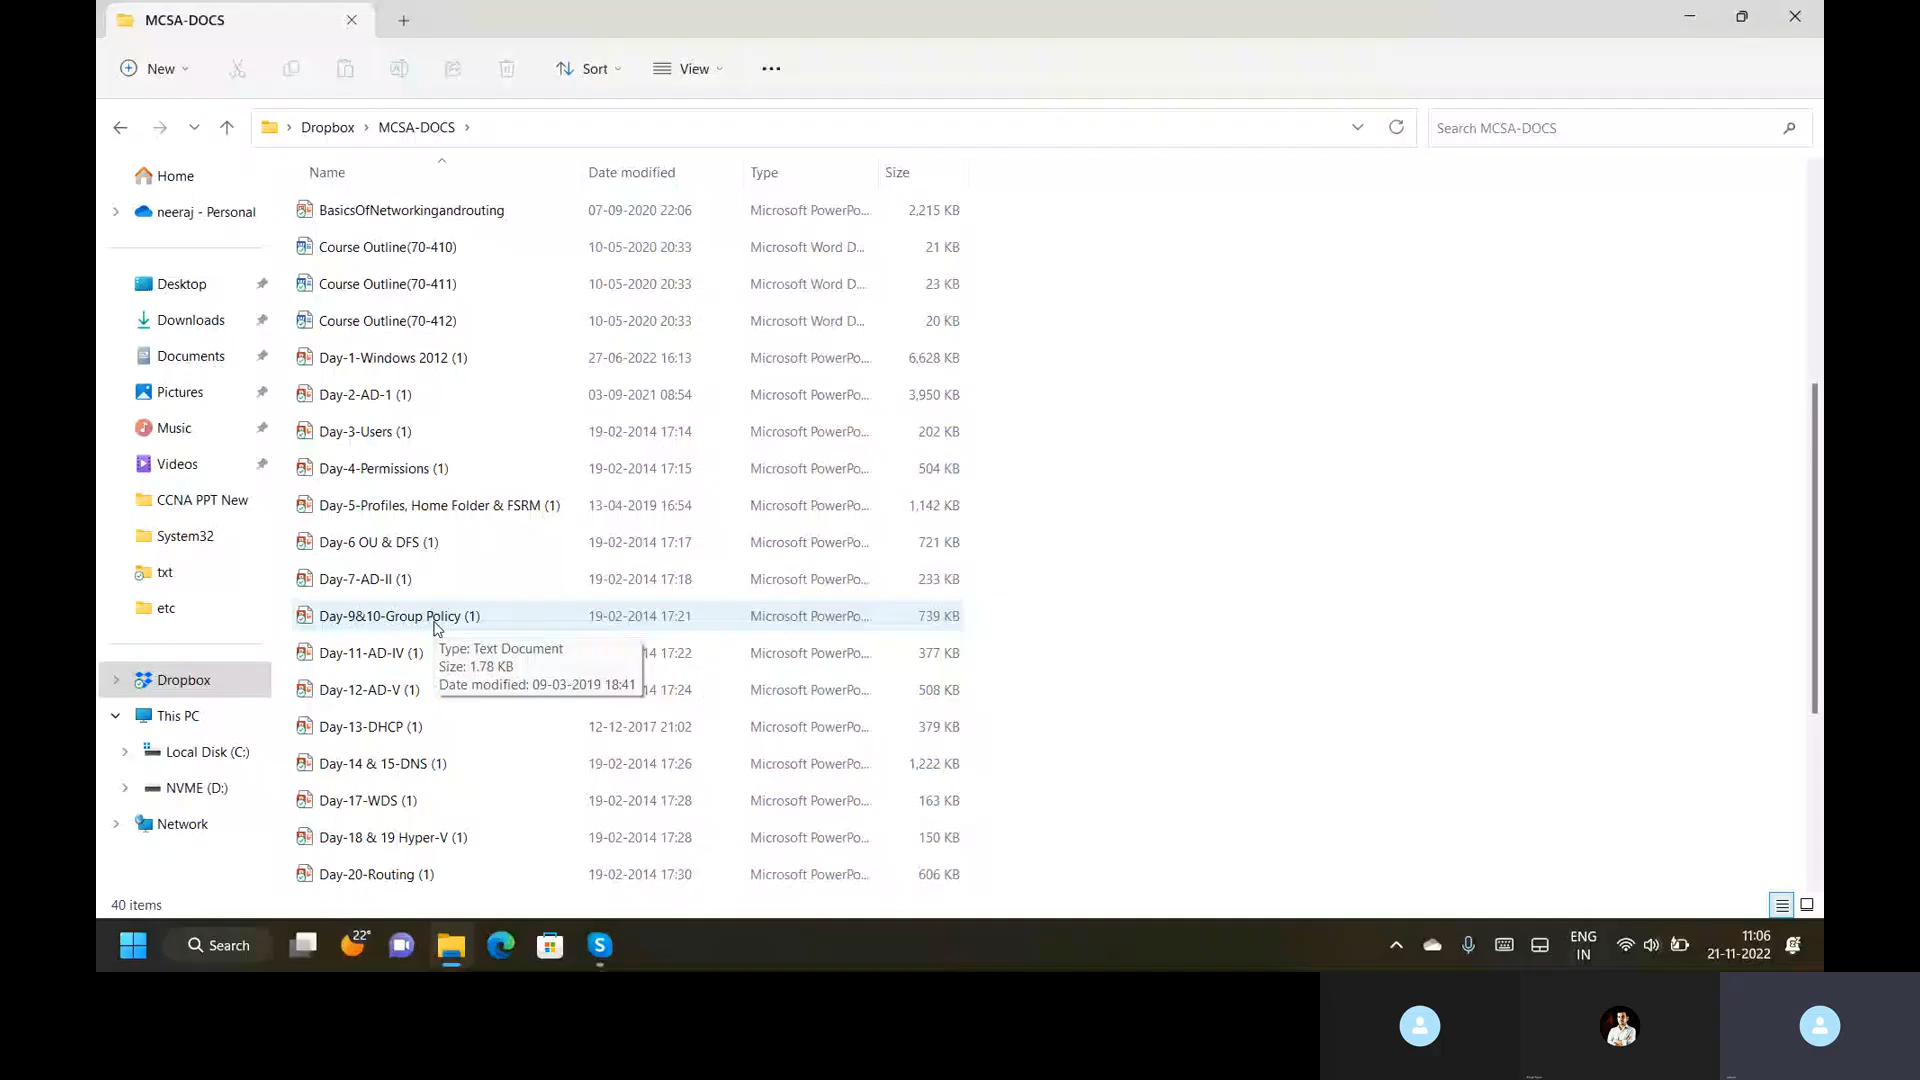 MCSA-DOCS
New
Sort
View
Dropbox
MCSA-DOCS
Search MCSA-DOCS
Home
neeraj - Personal
Desktop
Downloads
Documents
Pictures
Music
Videos
CCNA PPT New
System32
txt
etc
Dropbox
This PC
Local Disk (C:)
NVME (D:)
Network
Name Date modified Type Size
BasicsOfNetworkingandrouting 07-09-2020 22:06 Microsoft PowerPo... 2,215 KB
Course Outline(70-410) 10-05-2020 20:33 Microsoft Word D... 21 KB
Course Outline(70-411) 10-05-2020 20:33 Microsoft Word D... 23 KB
Course Outline(70-412) 10-05-2020 20:33 Microsoft Word D... 20 KB
Day-1-Windows 2012 (1) 27-06-2022 16:13 Microsoft PowerPo... 6,628 KB
Day-2-AD-1 (1) 03-09-2021 08:54 Microsoft PowerPo... 3,950 KB
Day-3-Users (1) 19-02-2014 17:14 Microsoft PowerPo... 202 KB
Day-4-Permissions (1) 19-02-2014 17:15 Microsoft PowerPo... 504 KB
Day-5-Profiles, Home Folder & FSRM (1) 13-04-2019 16:54 Microsoft PowerPo... 1,142 KB
Day-6 OU & DFS (1) 19-02-2014 17:17 Microsoft PowerPo... 721 KB
Day-7-AD-II (1) 19-02-2014 17:18 Microsoft PowerPo... 233 KB
Day-9&10-Group Policy (1) 19-02-2014 17:21 Microsoft PowerPo... 739 KB
Day-11-AD-IV (1) 14 17:22 Microsoft PowerPo... 377 KB
Day-12-AD-V (1) 14 17:24 Microsoft PowerPo... 508 KB
Type: Text Document
Size: 1.78 KB
Date modified: 09-03-2019 18:41
Day-13-DHCP (1) 12-12-2017 21:02 Microsoft PowerPo... 379 KB
Day-14 & 15-DNS (1) 19-02-2014 17:26 Microsoft PowerPo... 1,222 KB
Day-17-WDS (1) 19-02-2014 17:28 Microsoft PowerPo... 163 KB
Day-18 & 19 Hyper-V (1) 19-02-2014 17:28 Microsoft PowerPo... 150 KB
Day-20-Routing (1) 19-02-2014 17:30 Microsoft PowerPo... 606 KB
40 items
Search
22°
ENG
IN
11:06
21-11-2022